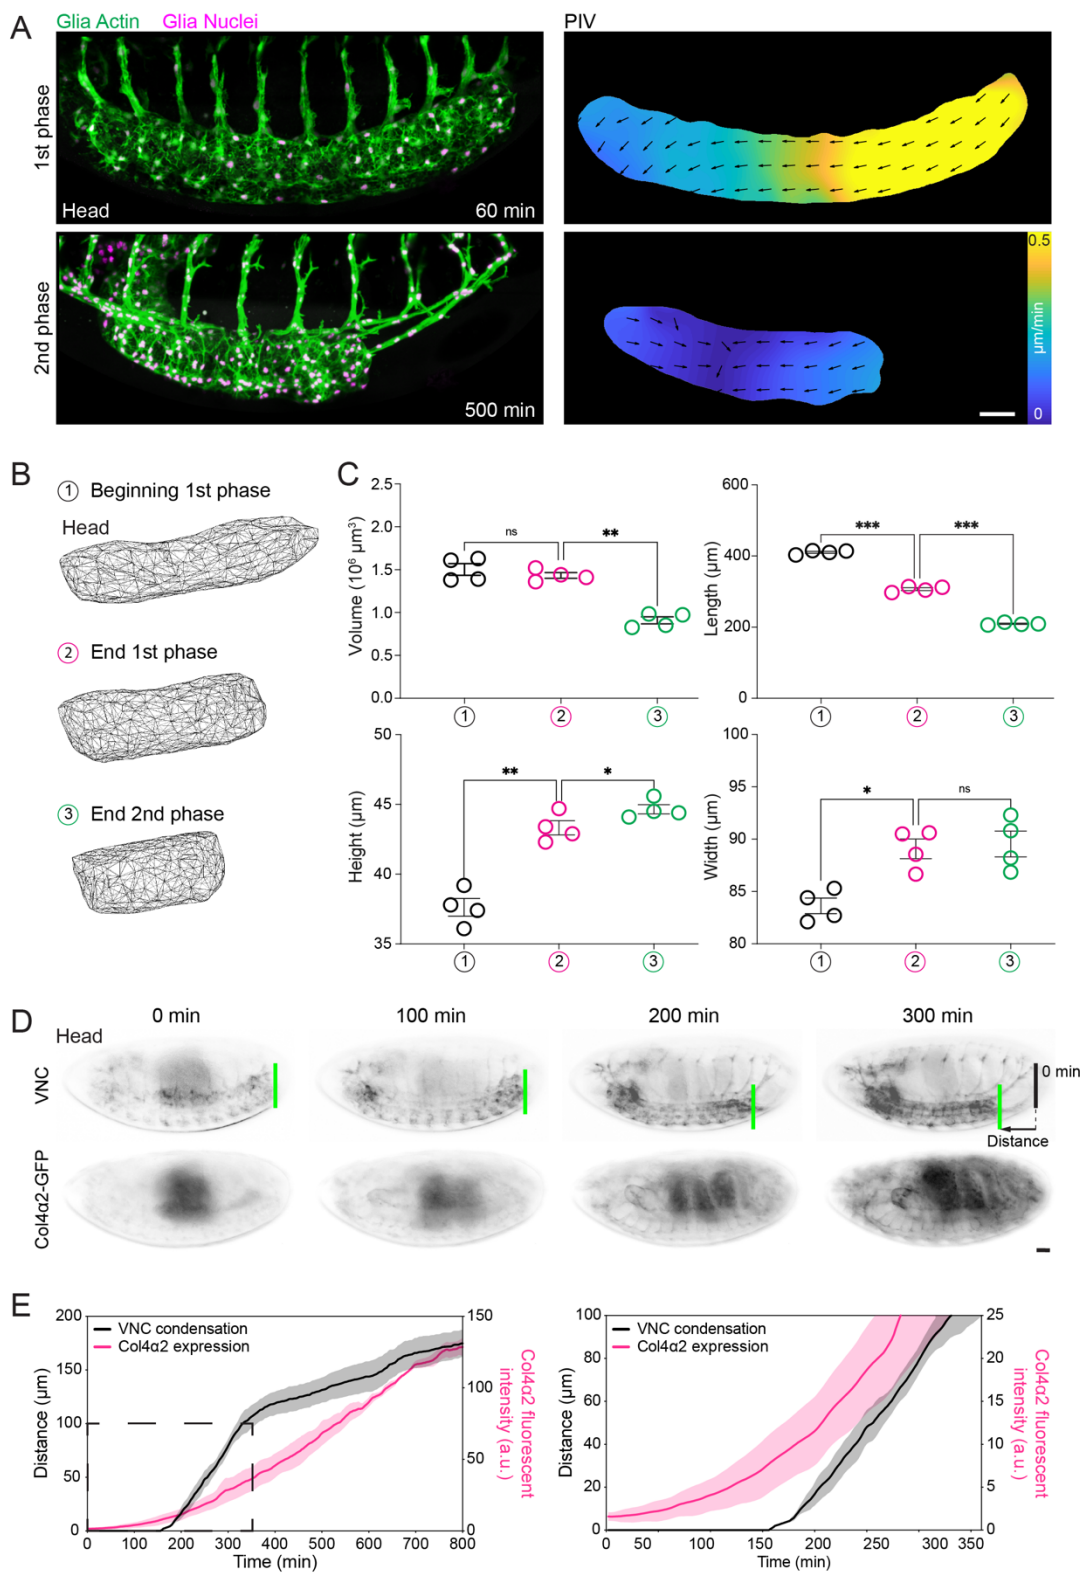 A
Glia Actin Glia Nuclei
PIV
1st phase
Head
60 min
2nd phase
500 min
0.5
µm/min
0
B
1 Beginning 1st phase
Head
2 End 1st phase
3 End 2nd phase
C
Volume (10⁶ µm³)
2.5
2.0
1.5
1.0
0.5
0.0
ns
**
1 2 3
Length (µm)
600
400
200
0
***
***
1 2 3
Height (µm)
50
45
40
35
**
*
1 2 3
Width (µm)
100
95
90
85
80
*
ns
1 2 3
D
0 min 100 min 200 min 300 min
Head
VNC
0 min
Distance
Col4α2-GFP
E
VNC condensation
Col4α2 expression
Distance (µm)
200
150
100
50
0
150
100
50
0
Col4α2 fluorescent
intensity (a.u.)
0 100 200 300 400 500 600 700 800
Time (min)
VNC condensation
Col4α2 expression
Distance (µm)
100
80
60
40
20
0
25
20
15
10
5
0
Col4α2 fluorescent
intensity (a.u.)
0 50 100 150 200 250 300 350
Time (min)